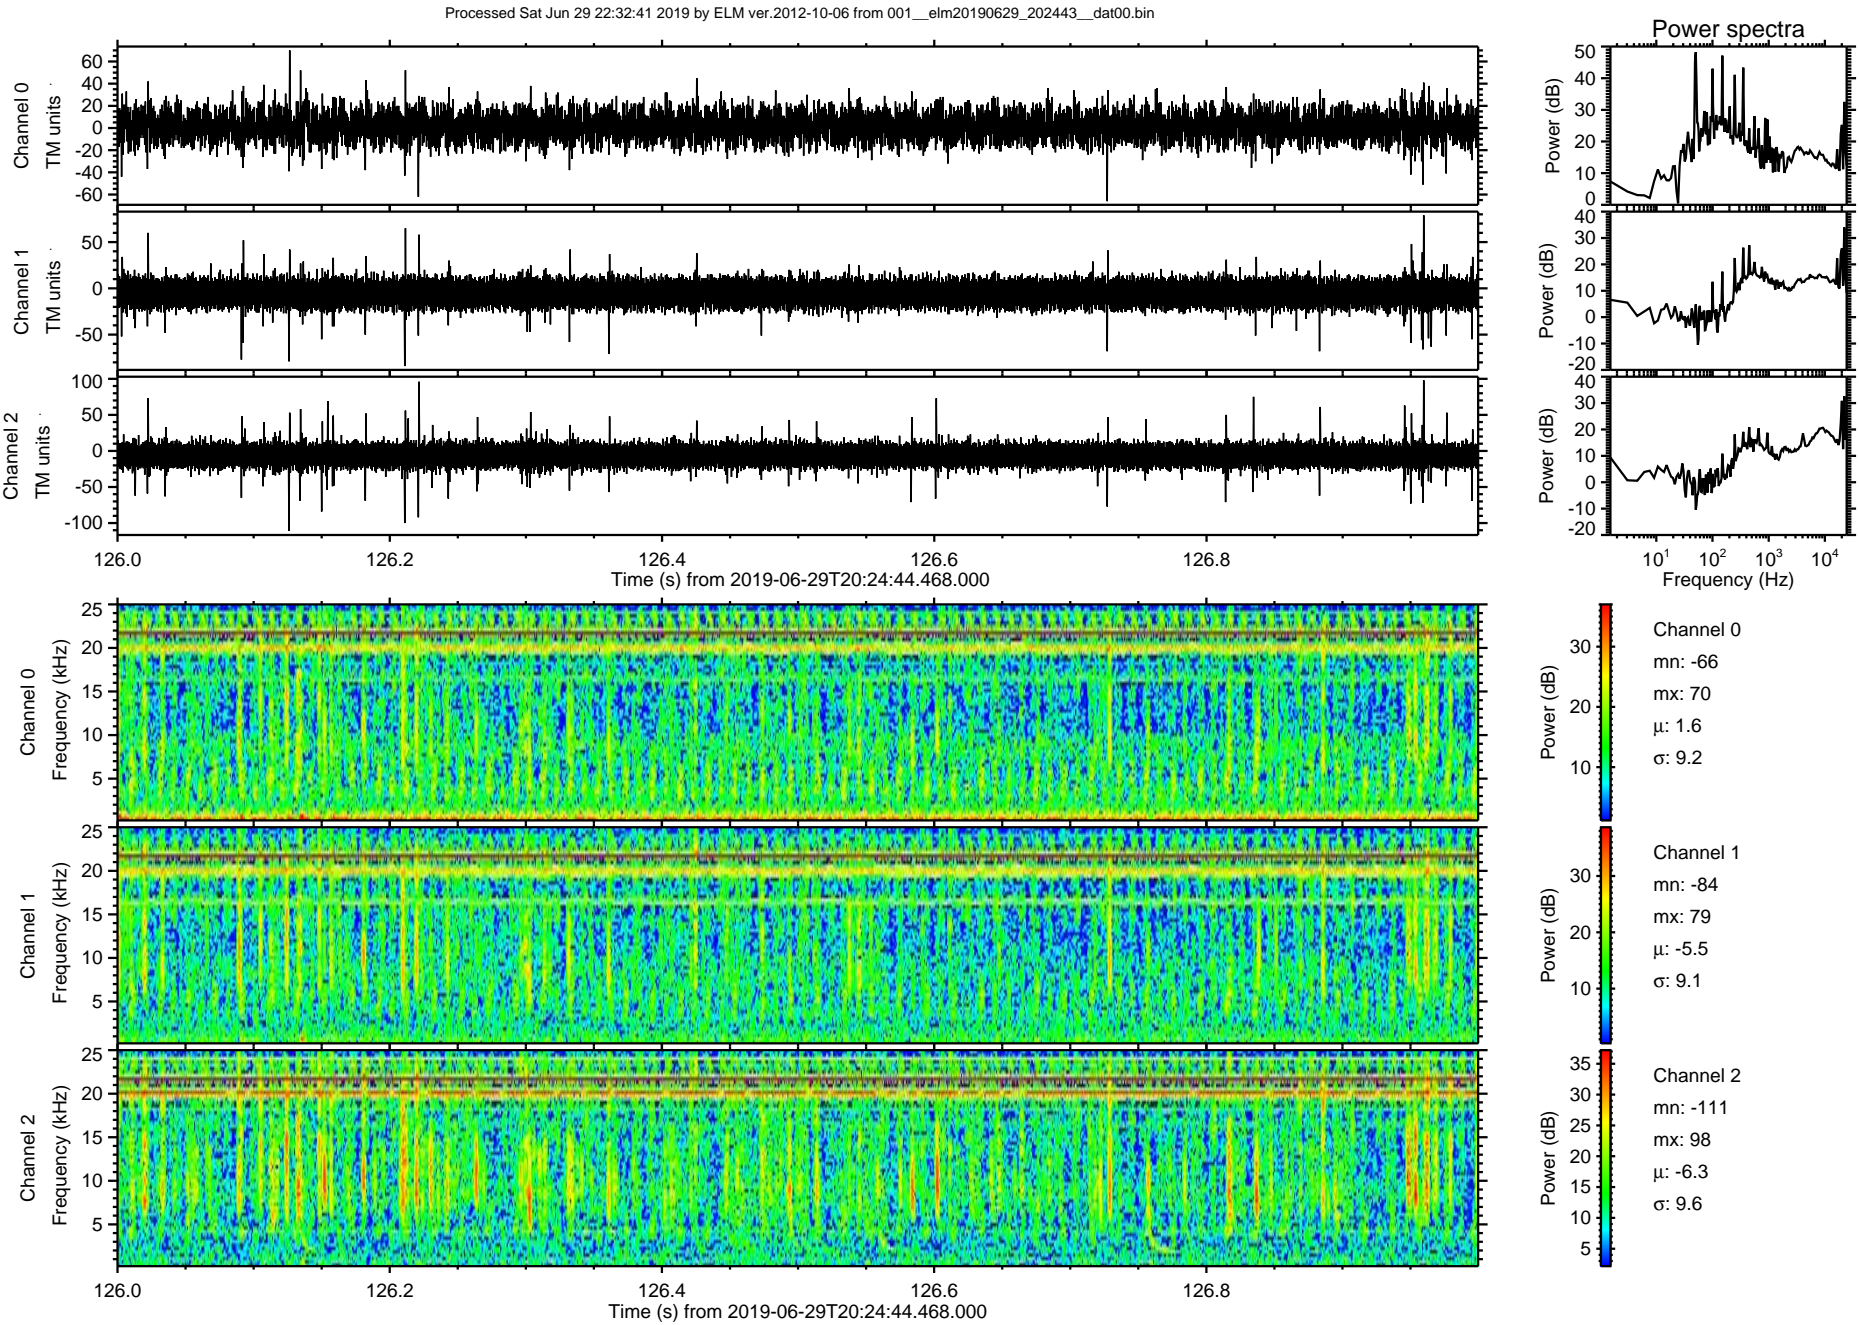 Processed Sat Jun 29 22:32:41 2019 by ELM ver.2012-10-06 from 001__elm20190629_202443__dat00.bin
Power spectra
Channel 0
TM units
60
40
20
0
-20
-40
-60
Power (dB)
50
40
30
20
10
0
Channel 1
TM units
50
0
-50
Power (dB)
40
30
20
10
0
-10
-20
Channel 2
TM units
100
50
0
-50
-100
Power (dB)
40
30
20
10
0
-10
-20
126.0 126.2 126.4 126.6 126.8
Time (s) from 2019-06-29T20:24:44.468.000
10^1 10^2 10^3 10^4
Frequency (Hz)
Channel 0
Frequency (kHz)
25
20
15
10
5
Power (dB)
30
20
10
Channel 0
mn: -66
mx: 70
μ: 1.6
σ: 9.2
Channel 1
Frequency (kHz)
25
20
15
10
5
Power (dB)
30
20
10
Channel 1
mn: -84
mx: 79
μ: -5.5
σ: 9.1
Channel 2
Frequency (kHz)
25
20
15
10
5
Power (dB)
35
30
25
20
15
10
5
Channel 2
mn: -111
mx: 98
μ: -6.3
σ: 9.6
126.0 126.2 126.4 126.6 126.8
Time (s) from 2019-06-29T20:24:44.468.000